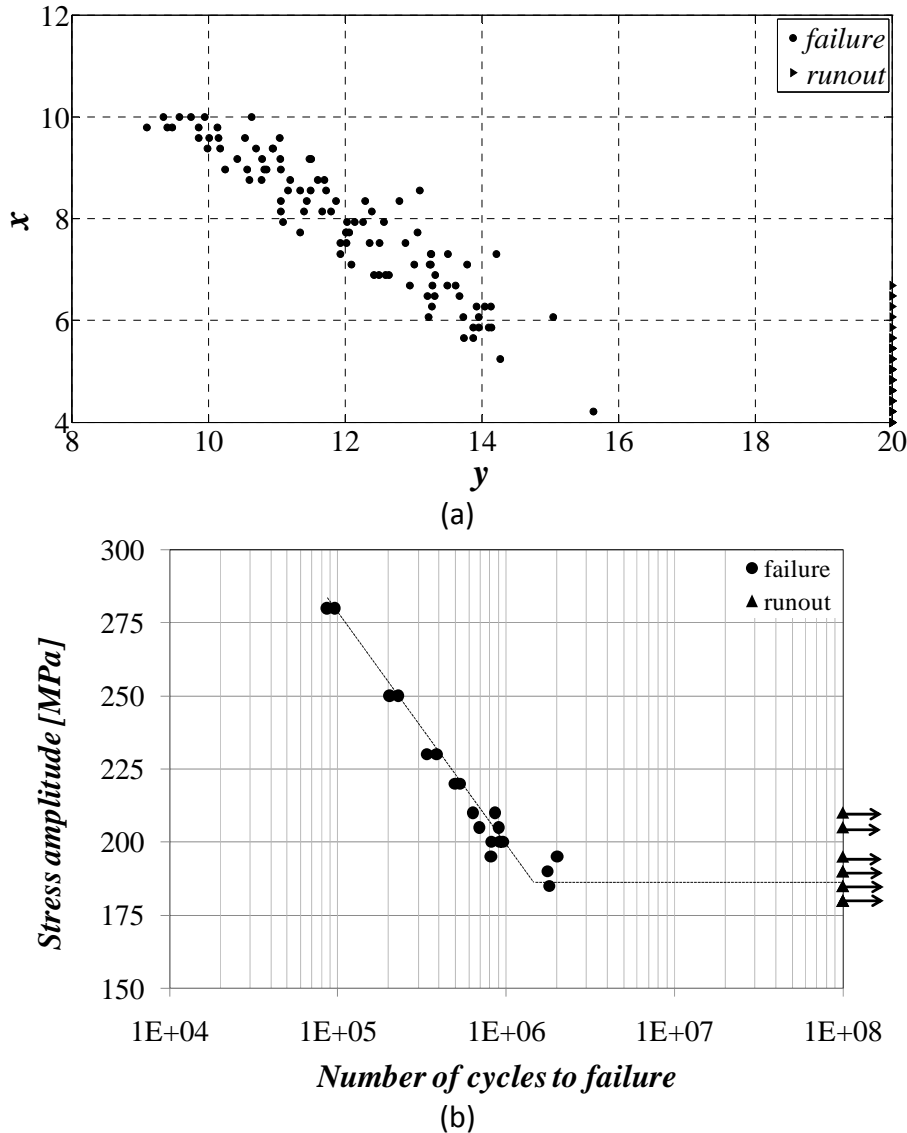 12
10
8
6
4
x
failure
runout
8 10 12 14 16 18 20
y
(a)
300
275
250
225
200
175
150
Stress amplitude [MPa]
failure
runout
1E+04 1E+05 1E+06 1E+07 1E+08
Number of cycles to failure
(b)